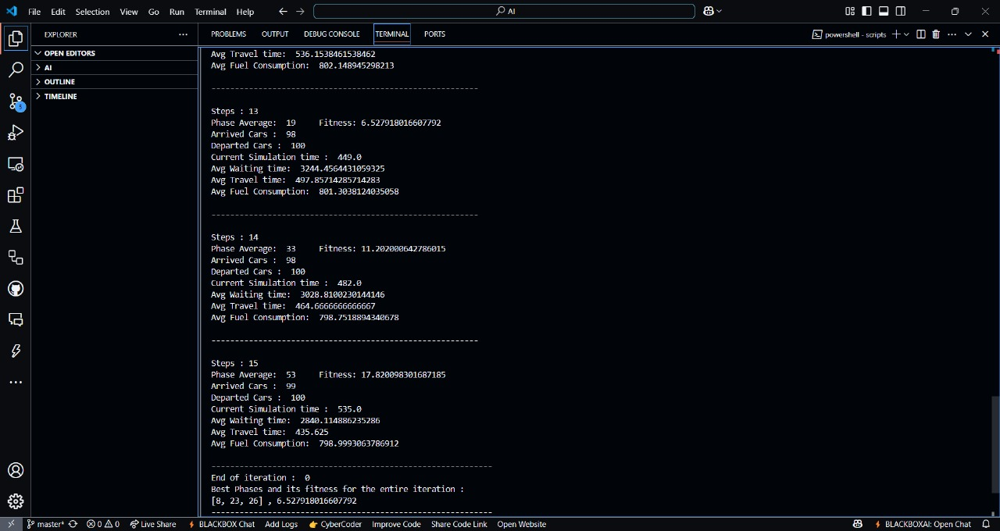 File Edit Selection View Go Run Terminal Help AI
EXPLORER PROBLEMS OUTPUT DEBUG CONSOLE TERMINAL PORTS powershell - scripts
OPEN EDITORS
AI
OUTLINE
TIMELINE
Avg Travel time: 536.1538461538462
Avg Fuel Consumption: 802.148945298213
---------------------------------------------------------
Steps : 13
Phase Average: 19 Fitness: 6.527918016607792
Arrived Cars : 98
Departed Cars : 100
Current Simulation time : 449.0
Avg Waiting time: 3244.4564431059325
Avg Travel time: 497.85714285714283
Avg Fuel Consumption: 801.3038124035058
---------------------------------------------------------
Steps : 14
Phase Average: 33 Fitness: 11.202000642786015
Arrived Cars : 98
Departed Cars : 100
Current Simulation time : 482.0
Avg Waiting time: 3028.8100230144146
Avg Travel time: 464.6666666666667
Avg Fuel Consumption: 798.7518894340678
---------------------------------------------------------
Steps : 15
Phase Average: 53 Fitness: 17.820098301687185
Arrived Cars : 99
Departed Cars : 100
Current Simulation time : 535.0
Avg Waiting time: 2840.114886235286
Avg Travel time: 435.625
Avg Fuel Consumption: 798.9993063786912
------------------------------------------------------------
End of iteration : 0
Best Phases and its fitness for the entire iteration :
[8, 23, 26] , 6.527918016607792
------------------------------------------------------------
master* 0 0 Live Share BLACKBOX Chat Add Logs CyberCoder Improve Code Share Code Link Open Website BLACKBOXAI: Open Chat